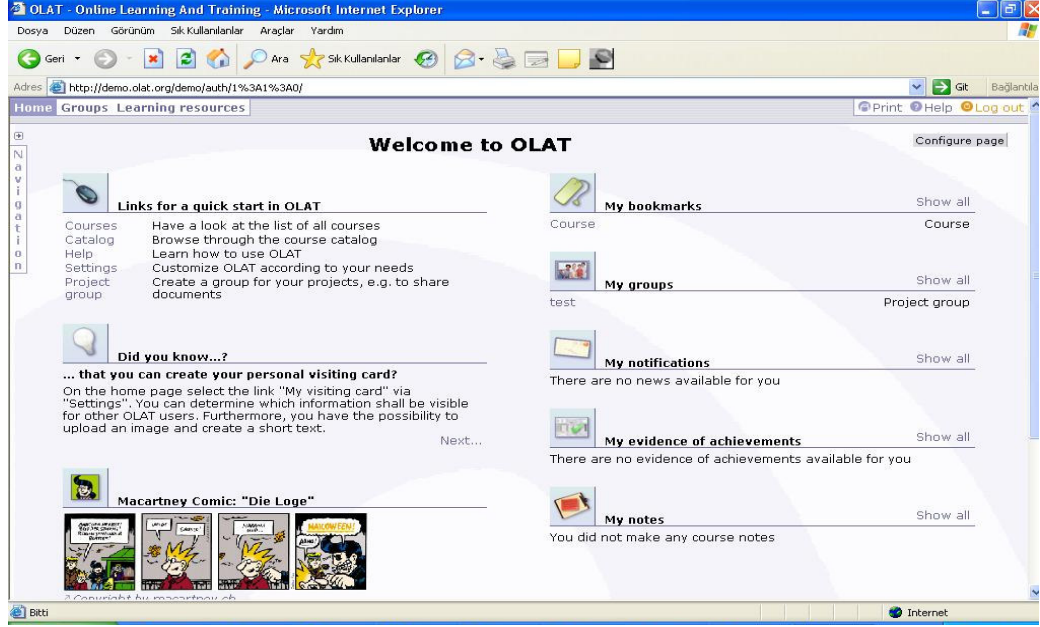 OLAT - Online Learning And Training - Microsoft Internet Explorer
Dosya Düzen Görünüm Sık Kullanılanlar Araçlar Yardım
Geri Ara Sık Kullanılanlar
Adres http://demo.olat.org/demo/auth/1%3A1%3A0/ Git Bağlantıla
Home Groups Learning resources Print Help Log out
Navigation
Welcome to OLAT
Configure page
Links for a quick start in OLAT
Courses Have a look at the list of all courses
Catalog Browse through the course catalog
Help Learn how to use OLAT
Settings Customize OLAT according to your needs
Project Create a group for your projects, e.g. to share
group documents
Did you know...?
... that you can create your personal visiting card?
On the home page select the link "My visiting card" via
"Settings". You can determine which information shall be visible
for other OLAT users. Furthermore, you have the possibility to
upload an image and create a short text.
Next...
Macartney Comic: "Die Loge"
HALLOWEEN!
Copyright by macartney.ch
My bookmarks Show all
Course Course
My groups Show all
test Project group
My notifications Show all
There are no news available for you
My evidence of achievements Show all
There are no evidence of achievements available for you
My notes Show all
You did not make any course notes
Bitti Internet